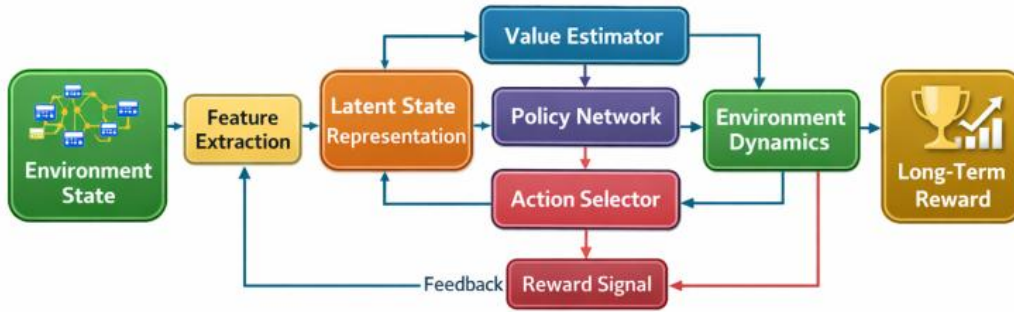 Value Estimator
Environment
State
Feature
Extraction
Latent State
Representation
Policy Network
Environment
Dynamics
Long-Term
Reward
Action Selector
Feedback
Reward Signal